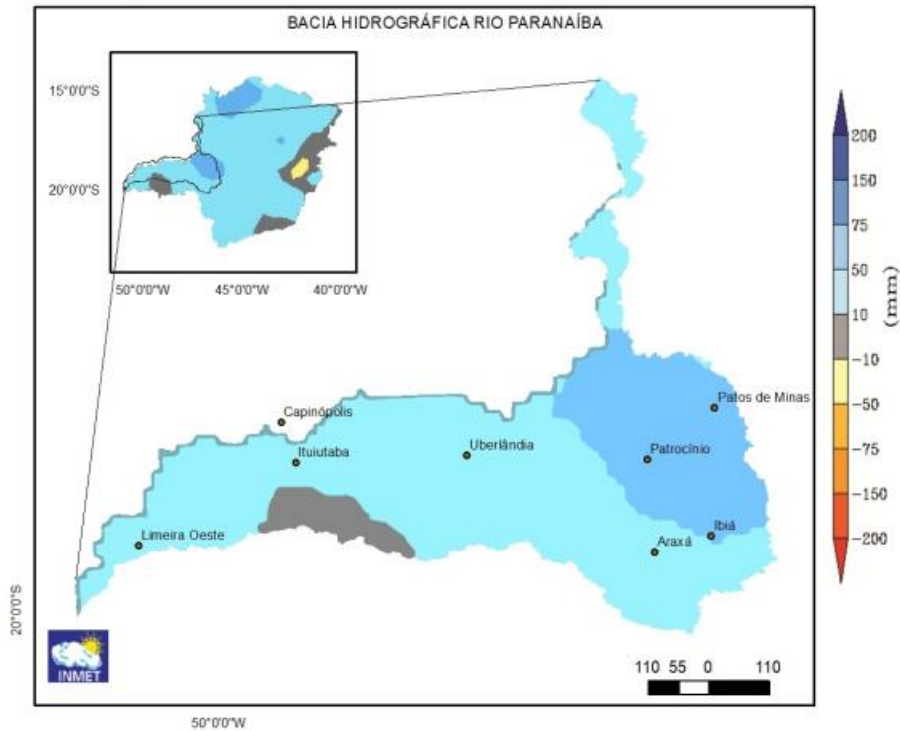 BACIA HIDROGRÁFICA RIO PARANAÍBA
15°0'0"S
20°0'0"S
50°0'0"W 45°0'0"W 40°0'0"W
200
150
75
50
10
-10
-50
-75
-150
-200
(mm)
Capinópolis
Patos de Minas
Ituiutaba
Uberlândia
Patrocínio
Limeira Oeste
Ibiá
Araxá
20°0'0"S
INMET
110 55 0 110
50°0'0"W